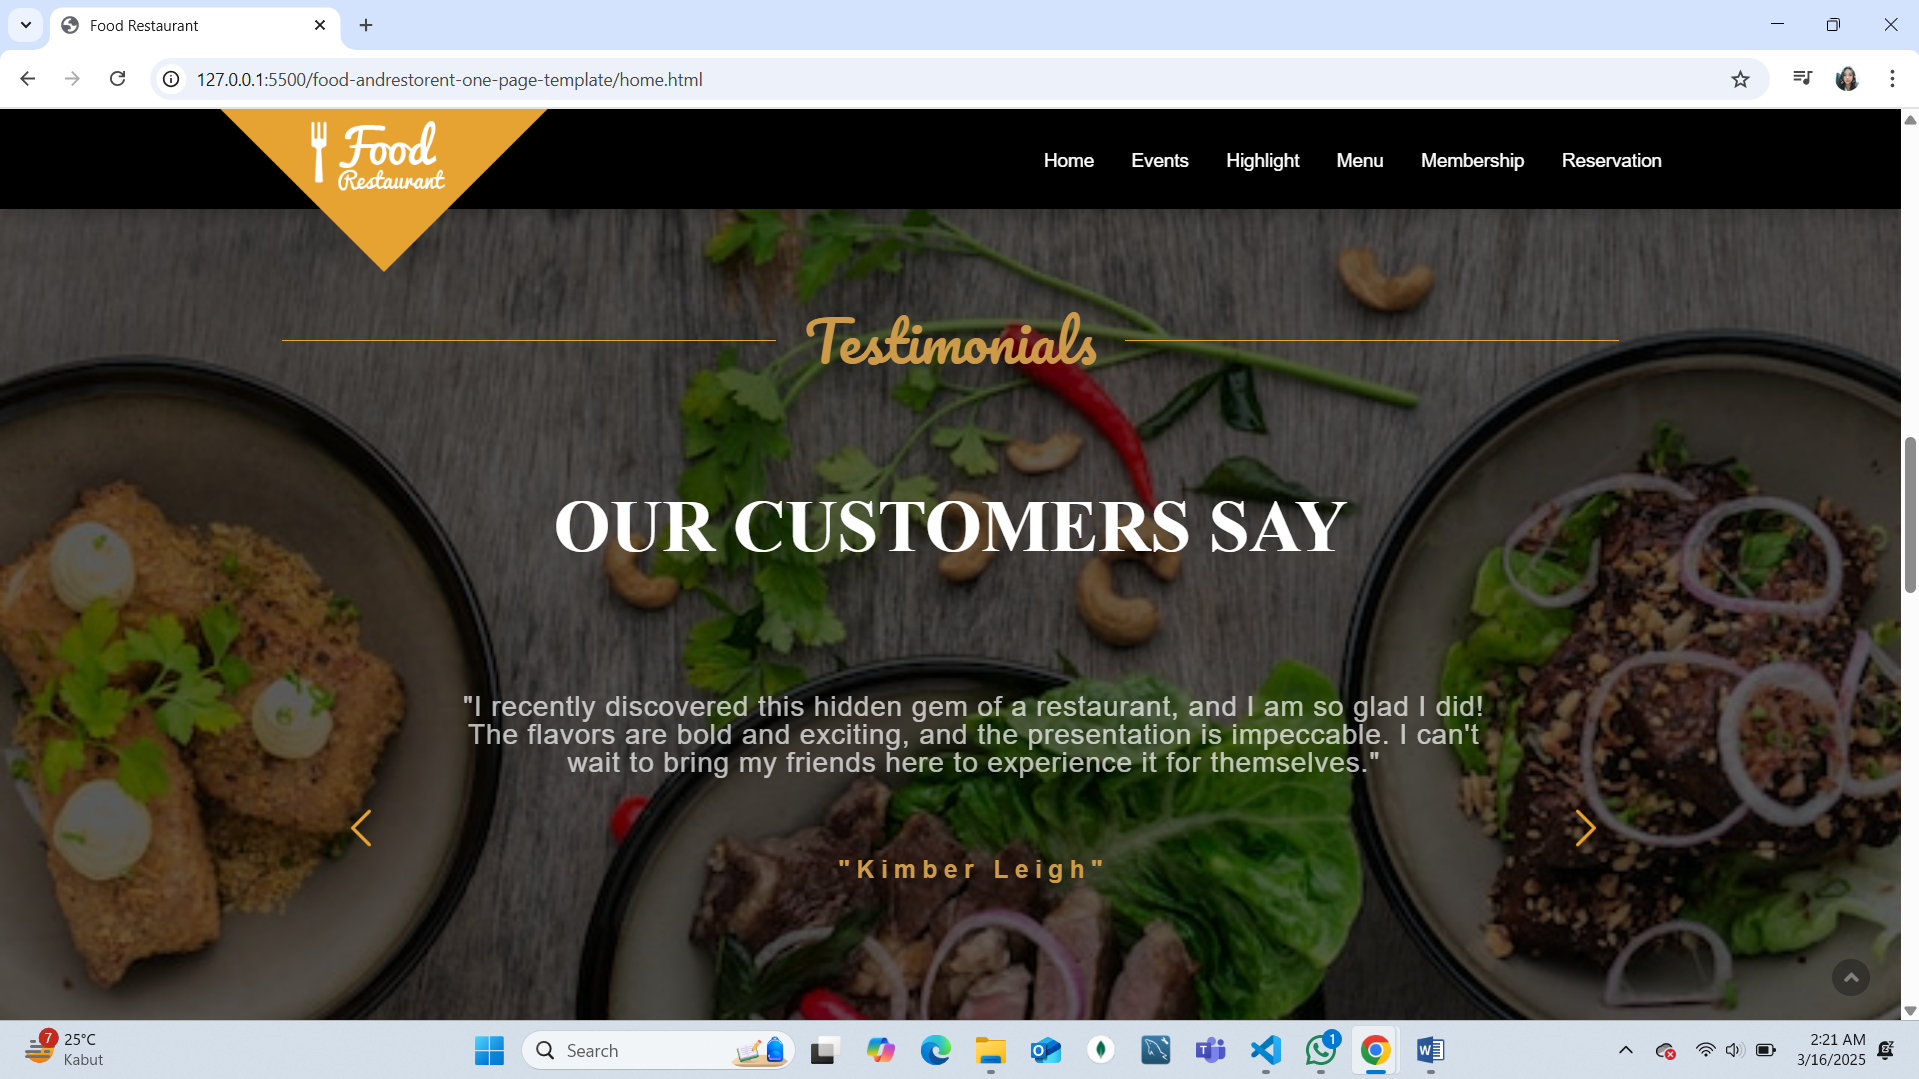 Food Restaurant
127.0.0.1:5500/food-andrestorent-one-page-template/home.html
Food
Restaurant
Home Events Highlight Menu Membership Reservation
Testimonials
OUR CUSTOMERS SAY
"I recently discovered this hidden gem of a restaurant, and I am so glad I did!
The flavors are bold and exciting, and the presentation is impeccable. I can't
wait to bring my friends here to experience it for themselves."
"Kimber Leigh"
7
25°C
Kabut
Search
1
2:21 AM
3/16/2025